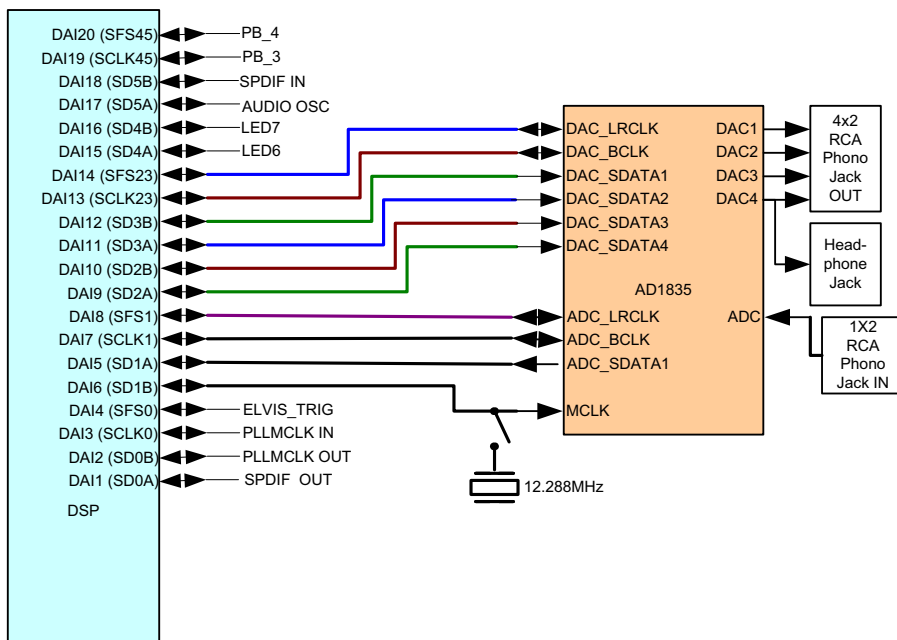 DAI20 (SFS45)
PB_4
DAI19 (SCLK45)
PB_3
DAI18 (SD5B)
SPDIF IN
DAI17 (SD5A)
AUDIO OSC
DAI16 (SD4B)
LED7
DAI15 (SD4A)
LED6
DAI14 (SFS23)
DAI13 (SCLK23)
DAI12 (SD3B)
DAI11 (SD3A)
DAI10 (SD2B)
DAI9 (SD2A)
DAI8 (SFS1)
DAI7 (SCLK1)
DAI5 (SD1A)
DAI6 (SD1B)
DAI4 (SFS0)
ELVIS_TRIG
DAI3 (SCLK0)
PLLMCLK IN
DAI2 (SD0B)
PLLMCLK OUT
DAI1 (SD0A)
SPDIF OUT
DSP
12.288MHz
DAC_LRCLK
DAC_BCLK
DAC_SDATA1
DAC_SDATA2
DAC_SDATA3
DAC_SDATA4
AD1835
ADC_LRCLK
ADC_BCLK
ADC_SDATA1
MCLK
DAC1
DAC2
DAC3
DAC4
ADC
4x2
RCA
Phono
Jack
OUT
Head-
phone
Jack
1X2
RCA
Phono
Jack IN